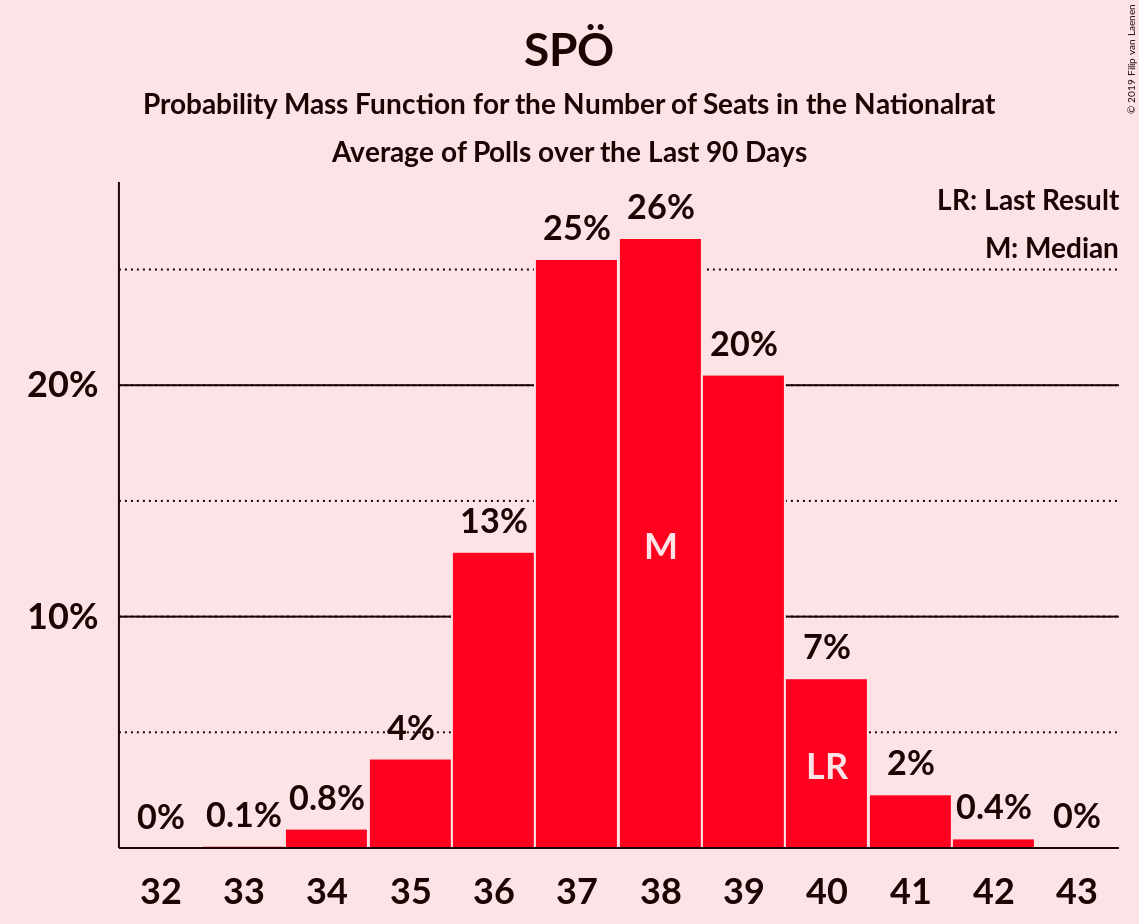 SPÖ
Probability Mass Function for the Number of Seats in the Nationalrat
Average of Polls over the Last 90 Days
© 2019 Filip van Laenen
LR: Last Result
M: Median
20%
10%
0%
0.1%
0.8%
4%
13%
25%
26%
20%
7%
2%
0.4%
0%
M
LR
32 33 34 35 36 37 38 39 40 41 42 43